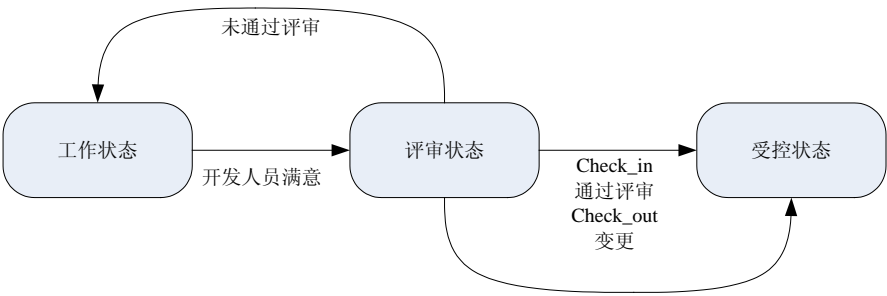 未通过评审
工作状态
开发人员满意
评审状态
Check_in
通过评审
Check_out
变更
受控状态